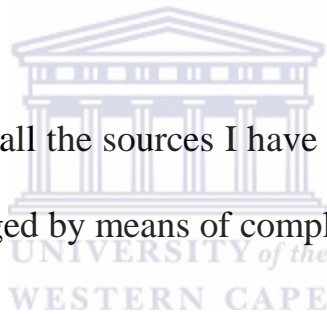 all the sources I have
ged by means of compl
UNIVERSITY of the
WESTERN CAPE